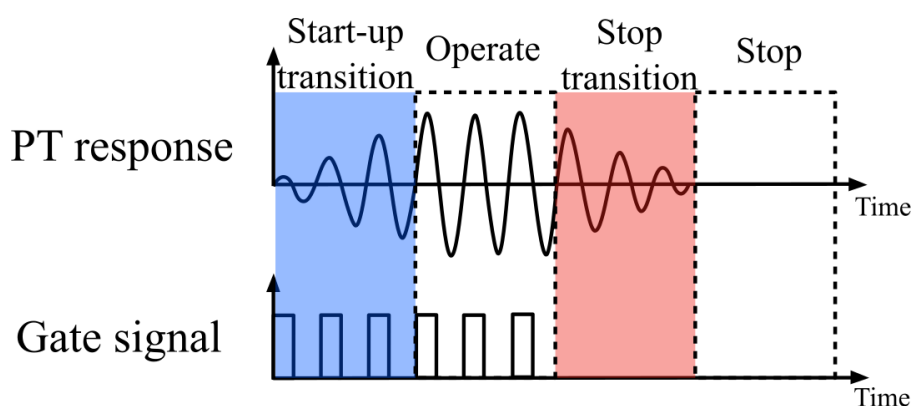 Start-up
transition
Operate
Stop
transition
Stop
PT response
Time
Gate signal
Time